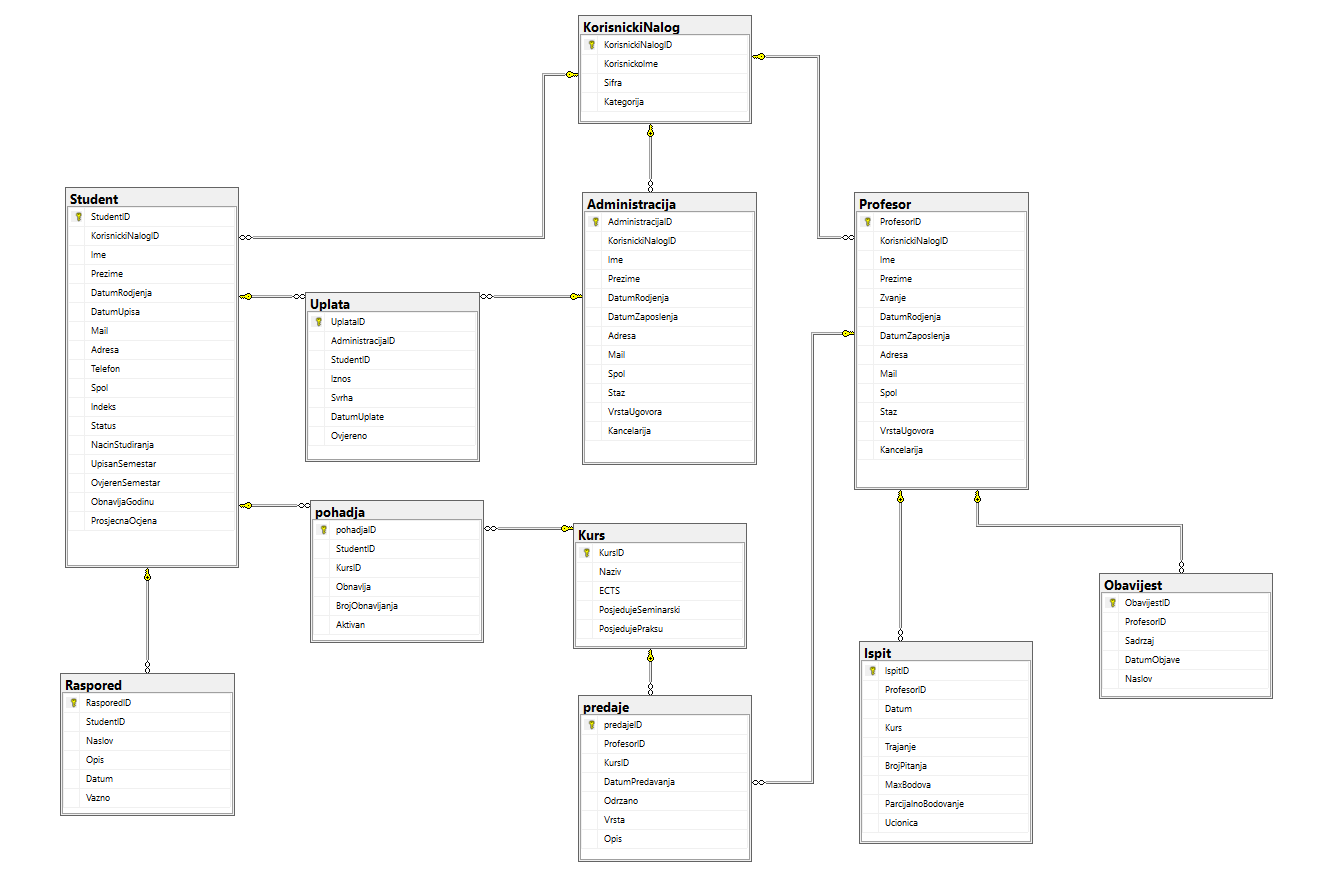 KorisnickiNalog
KorisnickiNalogID
KorisnickoIme
Sifra
Kategorija
Student
StudentID
KorisnickiNalogID
Ime
Prezime
DatumRodjenja
DatumUpisa
Mail
Adresa
Telefon
Spol
Indeks
Status
NacinStudiranja
UpisanSemestar
OvjerenSemestar
ObnavljaGodinu
ProsjecnaOcjena
Uplata
UplataID
AdministracijaID
StudentID
Iznos
Svrha
DatumUplate
Ovjereno
Administracija
AdministracijaID
KorisnickiNalogID
Ime
Prezime
DatumRodjenja
DatumZaposlenja
Adresa
Mail
Spol
Staz
VrstaUgovora
Kancelarija
Profesor
ProfesorID
KorisnickiNalogID
Ime
Prezime
Zvanje
DatumRodjenja
DatumZaposlenja
Adresa
Mail
Spol
Staz
VrstaUgovora
Kancelarija
pohadja
pohadjaID
StudentID
KursID
Obnavlja
BrojObnavljanja
Aktivan
Kurs
KursID
Naziv
ECTS
PosjedujeSeminarski
PosjedujePraksu
Obavijest
ObavijestID
ProfesorID
Sadrzaj
DatumObjave
Naslov
Raspored
RasporedID
StudentID
Naslov
Opis
Datum
Vazno
predaje
predajeID
ProfesorID
KursID
DatumPredavanja
Odrzano
Vrsta
Opis
Ispit
IspitID
ProfesorID
Datum
Kurs
Trajanje
BrojPitanja
MaxBodova
ParcijalnoBodovanje
Ucionica